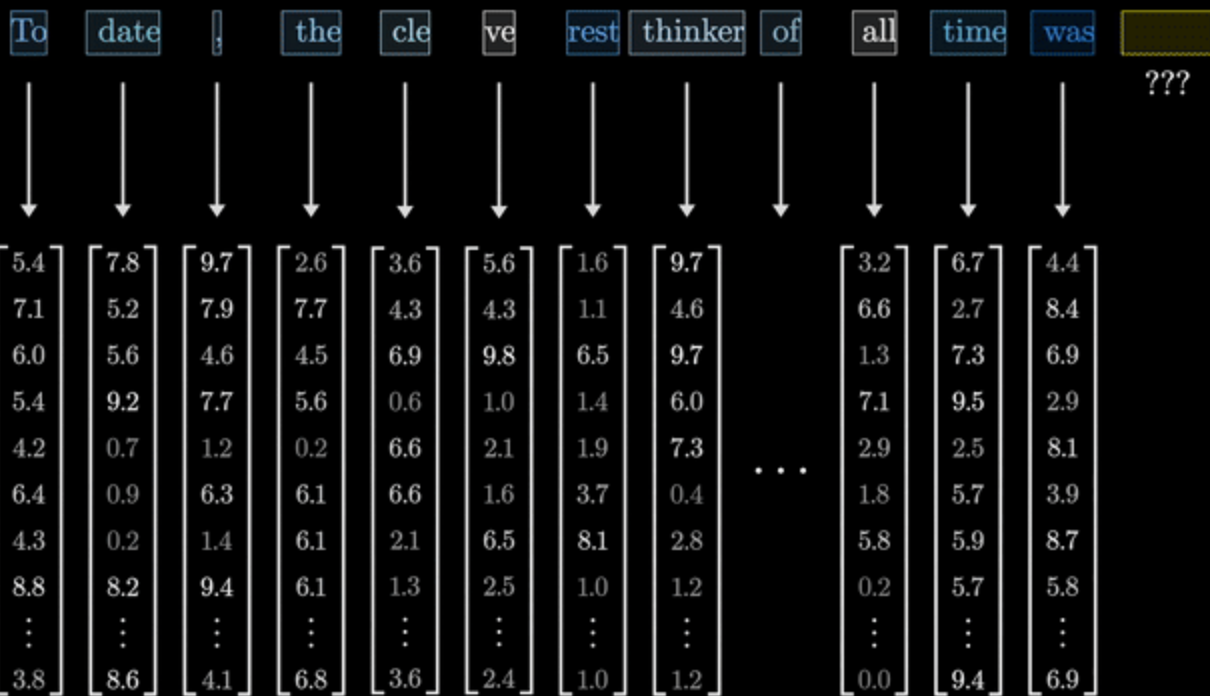 To date , the cle ve rest thinker of all time was
???
5.4 7.8 9.7 2.6 3.6 5.6 1.6 9.7 3.2 6.7 4.4
7.1 5.2 7.9 7.7 4.3 4.3 1.1 4.6 6.6 2.7 8.4
6.0 5.6 4.6 4.5 6.9 9.8 6.5 9.7 1.3 7.3 6.9
5.4 9.2 7.7 5.6 0.6 1.0 1.4 6.0 7.1 9.5 2.9
4.2 0.7 1.2 0.2 6.6 2.1 1.9 7.3 ... 2.9 2.5 8.1
6.4 0.9 6.3 6.1 6.6 1.6 3.7 0.4 1.8 5.7 3.9
4.3 0.2 1.4 6.1 2.1 6.5 8.1 2.8 5.8 5.9 8.7
8.8 8.2 9.4 6.1 1.3 2.5 1.0 1.2 0.2 5.7 5.8
⋮ ⋮ ⋮ ⋮ ⋮ ⋮ ⋮ ⋮ ⋮ ⋮ ⋮
3.8 8.6 4.1 6.8 3.6 2.4 1.0 1.2 0.0 9.4 6.9